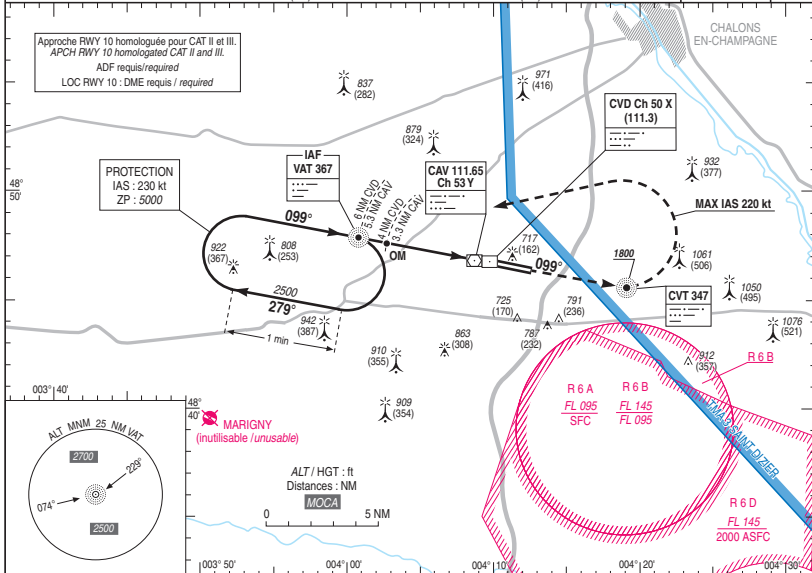 Approche RWY 10 homologuée pour CAT II et III.
APCH RWY 10 homologated CAT II and III.
ADF requis/required
LOC RWY 10 : DME requis / required
CHALONS
EN-CHAMPAGNE
837
(282)
971
(416)
879
(324)
CVD Ch 50 X
(111.3)
932
(377)
PROTECTION
IAS : 230 kt
ZP : 5000
IAF
VAT 367
CAV 111.65
Ch 53 Y
48°
50'
MAX IAS 220 kt
099°
6 NM CVD
5.3 NM CAV
4 NM CVD
3.3 NM CAV
OM
717
(162)
099°
1800
1061
(506)
922
(367)
808
(253)
2500
279°
CVT 347
1050
(495)
942
(387)
1 min
725
(170)
791
(236)
787
(232)
1076
(521)
863
(308)
910
(355)
912
(357)
R 6 B
003°40'
48°
40'
909
(354)
R 6 A
FL 095
SFC
R 6 B
FL 145
FL 095
MARIGNY
(inutilisable /unusable)
TMA 3 SAINT-DIZIER
ALT MNM 25 NM VAT
2700
229°
074°
2500
ALT / HGT : ft
Distances : NM
MOCA
0 5 NM
R 6 D
FL 145
2000 ASFC
003°50'
004°00'
004°10'
004°20'
004°30'